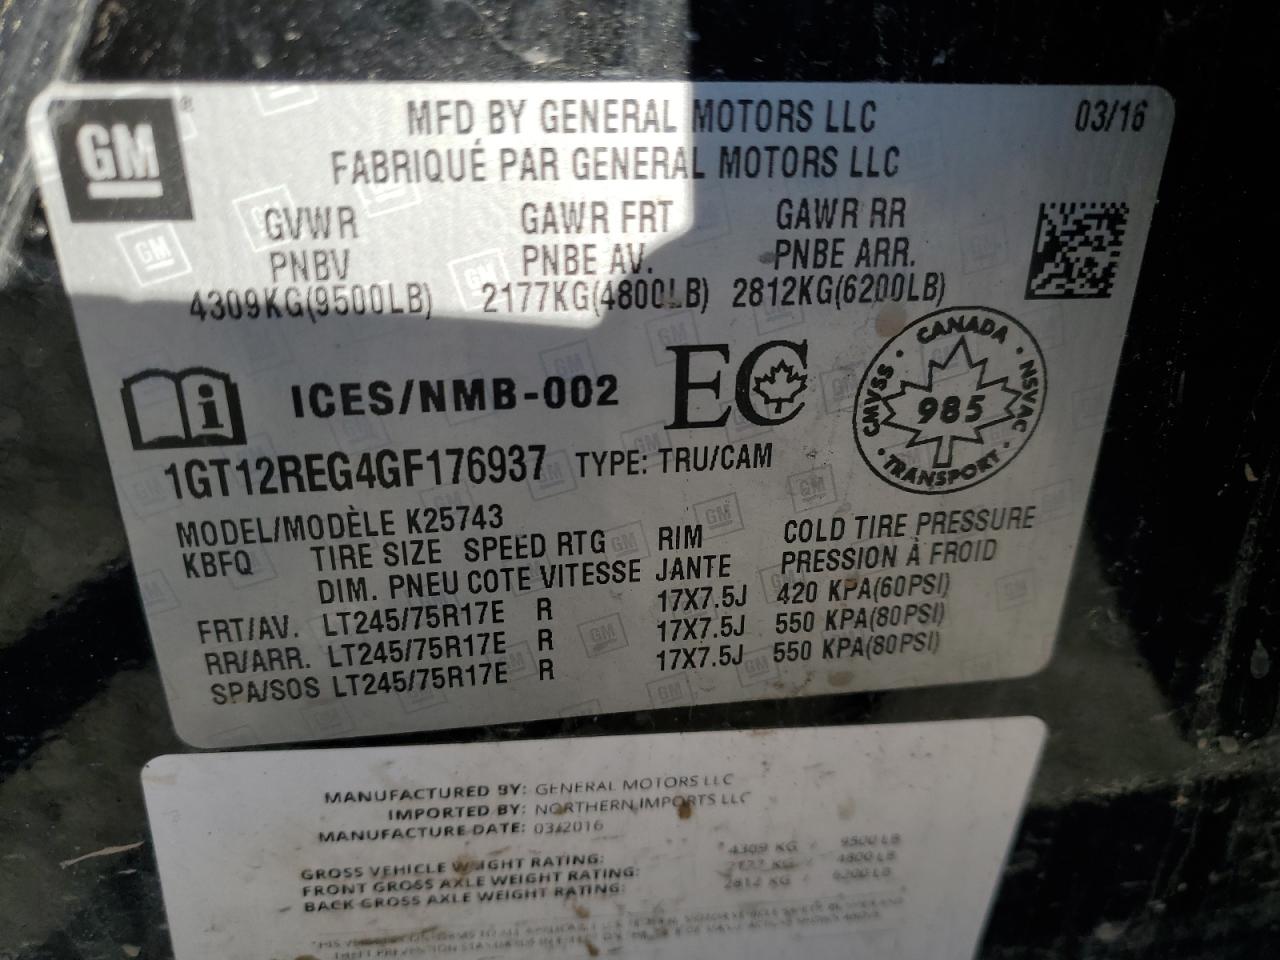 GM
MFD BY GENERAL MOTORS LLC 03/16
FABRIQUÉ PAR GENERAL MOTORS LLC
GVWR GAWR FRT GAWR RR
PNBV PNBE AV. PNBE ARR.
4309KG(9500LB) 2177KG(4800LB) 2812KG(6200LB)
ICES/NMB-002 EC
CANADA
CMVSS · NSVAC
985
TRANSPORT
1GT12REG4GF176937 TYPE: TRU/CAM
MODEL/MODÈLE K25743
KBFQ TIRE SIZE SPEED RTG RIM COLD TIRE PRESSURE
DIM. PNEU COTE VITESSE JANTE PRESSION À FROID
FRT/AV. LT245/75R17E R 17X7.5J 420 KPA(60PSI)
RR/ARR. LT245/75R17E R 17X7.5J 550 KPA(80PSI)
SPA/SOS LT245/75R17E R 17X7.5J 550 KPA(80PSI)
MANUFACTURED BY: GENERAL MOTORS LLC
IMPORTED BY: NORTHERN IMPORTS LLC
MANUFACTURE DATE: 03/2016
GROSS VEHICLE WEIGHT RATING: 4309 KG 9500 LB
FRONT GROSS AXLE WEIGHT RATING: 2177 KG 4800 LB
BACK GROSS AXLE WEIGHT RATING: 2812 KG 6200 LB